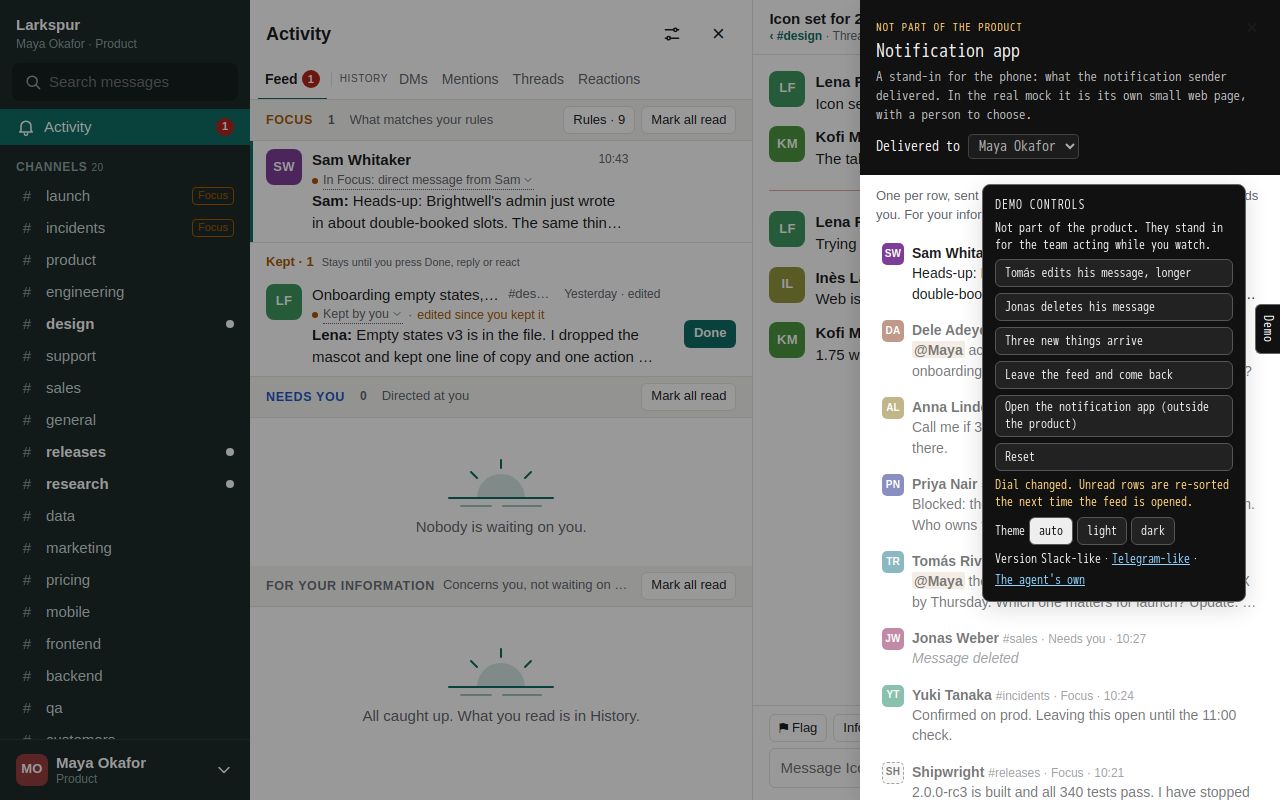 Larkspur
Maya Okafor · Product
Search messages
Activity
1
CHANNELS 20
# launch
Focus
# incidents
Focus
# product
# engineering
# design
# support
# sales
# general
# releases
# research
# data
# marketing
# pricing
# mobile
# frontend
# backend
# qa
# customers
MO
Maya Okafor
Product
Activity
Feed 1
HISTORY
DMs
Mentions
Threads
Reactions
FOCUS 1 What matches your rules
Rules · 9
Mark all read
SW
Sam Whitaker
10:43
In Focus: direct message from Sam
Sam: Heads-up: Brightwell's admin just wrote
in about double-booked slots. The same thin…
Kept · 1 Stays until you press Done, reply or react
LF
Onboarding empty states,… #des… Yesterday · edited
Kept by you · edited since you kept it
Lena: Empty states v3 is in the file. I dropped the
mascot and kept one line of copy and one action …
Done
NEEDS YOU 0 Directed at you
Mark all read
Nobody is waiting on you.
FOR YOUR INFORMATION Concerns you, not waiting on …
Mark all read
All caught up. What you read is in History.
Icon set for 2
‹ #design
LF
Lena
Icon
KM
Kofi
The
LF
Lena
Trying
IL
Inès
Web is
KM
Kofi
1.75
Flag
Message
NOT PART OF THE PRODUCT
Notification app
A stand-in for the phone: what the notification sender
delivered. In the real mock it is its own small web page,
with a person to choose.
Delivered to Maya Okafor
One per row, sent
you. For your
SW
Sam
Heads-up:
DA
Dele
@Maya
AL
Anna
Call me if
there.
PN
Priya Nair
Blocked:
Who owns
TR
Tomás
@Maya
by Thursday. Which one matters for launch? Update: …
JW
Jonas Weber #sales · Needs you · 10:27
Message deleted
YT
Yuki Tanaka #incidents · Focus · 10:24
Confirmed on prod. Leaving this open until the 11:00
check.
SH
Shipwright #releases · Focus · 10:21
2.0.0-rc3 is built and all 340 tests pass. I have stopped
DEMO CONTROLS
Not part of the product. They stand in
for the team acting while you watch.
Tomás edits his message, longer
Jonas deletes his message
Three new things arrive
Leave the feed and come back
Open the notification app (outside
the product)
Reset
Dial changed. Unread rows are re-sorted
the next time the feed is opened.
Theme auto light dark
Version Slack-like · Telegram-like ·
The agent's own
Demo